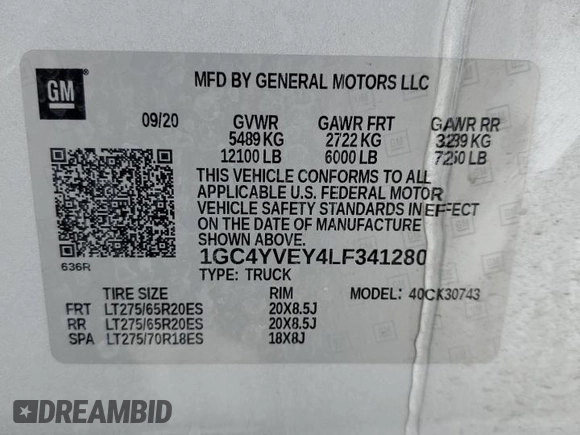 GM
MFD BY GENERAL MOTORS LLC
09/20 GVWR GAWR FRT GAWR RR
5489 KG 2722 KG 3289 KG
12100 LB 6000 LB 7250 LB
THIS VEHICLE CONFORMS TO ALL
APPLICABLE U.S. FEDERAL MOTOR
VEHICLE SAFETY STANDARDS IN EFFECT
ON THE DATE OF MANUFACTURE
SHOWN ABOVE.
636R
1GC4YVEY4LF341280
TYPE: TRUCK
TIRE SIZE RIM MODEL: 40CK30743
FRT LT275/65R20ES 20X8.5J
RR LT275/65R20ES 20X8.5J
SPA LT275/70R18ES 18X8J
DREAMBID